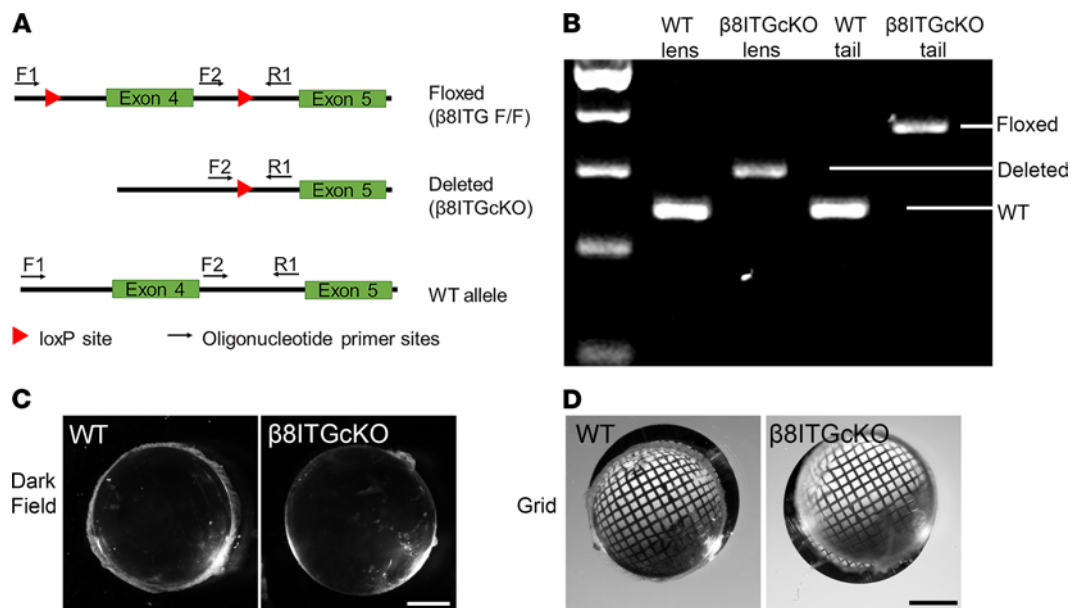 A
F1
F2
R1
Exon 4
Exon 5
Floxed
(β8ITG F/F)
F2
R1
Exon 5
Deleted
(β8ITGcKO)
F1
F2
R1
Exon 4
Exon 5
WT allele
loxP site
Oligonucleotide primer sites
B
WT
lens
β8ITGcKO
lens
WT
tail
β8ITGcKO
tail
Floxed
Deleted
WT
C
Dark
Field
WT
β8ITGcKO
D
Grid
WT
β8ITGcKO